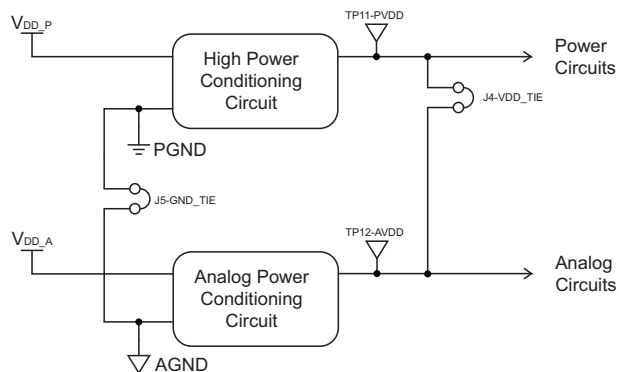 VDD_P
TP11-PVDD
High Power
Conditioning
Circuit
Power
Circuits
J4-VDD_TIE
PGND
J5-GND_TIE
VDD_A
TP12-AVDD
Analog Power
Conditioning
Circuit
Analog
Circuits
AGND